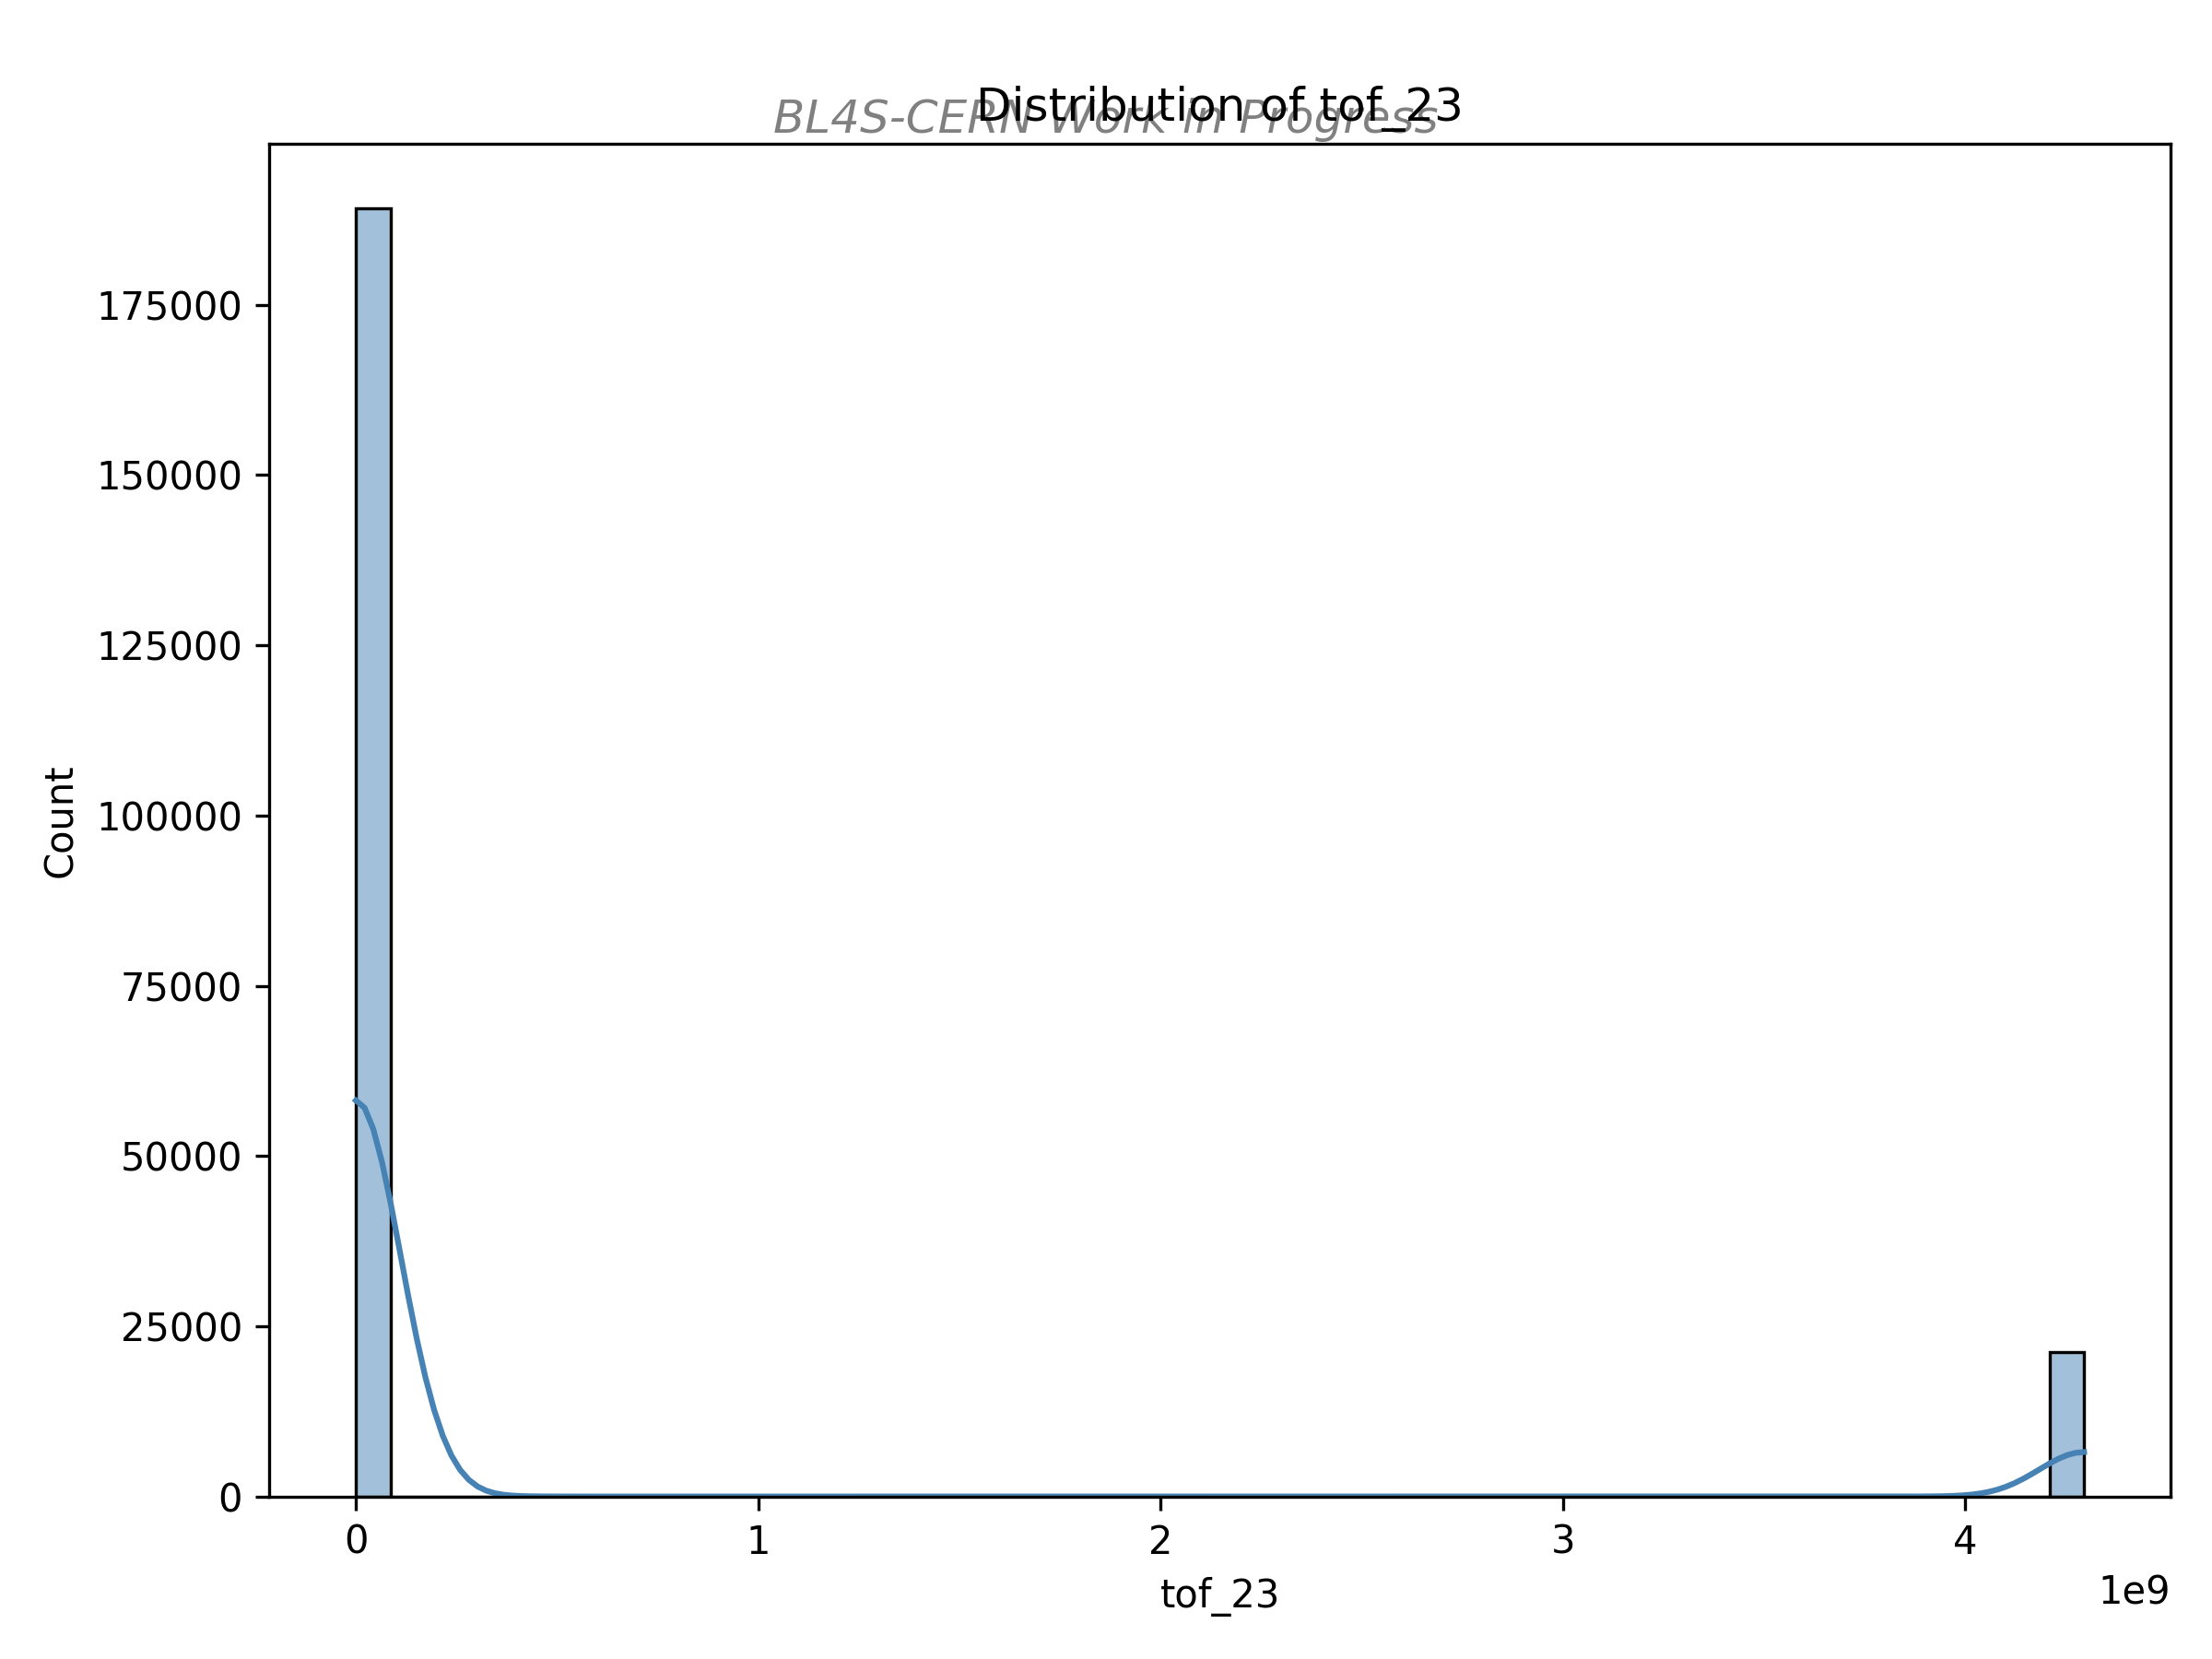 Distribution of tof_23
BL4S-CERN Work in Progress
Count
175000
150000
125000
100000
75000
50000
25000
0
0 1 2 3 4
1e9
tof_23